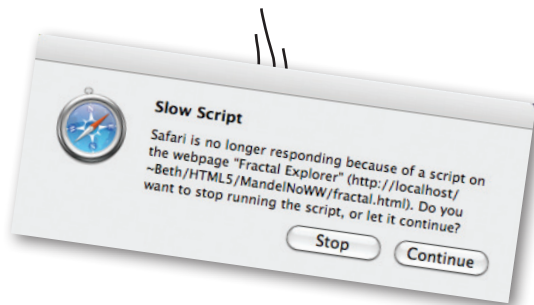 Slow Script
Safari is no longer responding because of a script on
the webpage "Fractal Explorer" (http://localhost/
~Beth/HTML5/MandelNoWW/fractal.html). Do you
want to stop running the script, or let it continue?
Stop
Continue